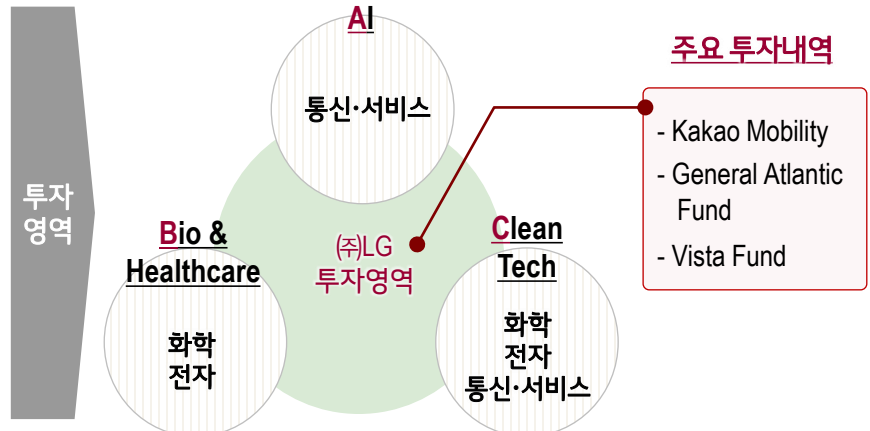 투자
영역
AI
통신·서비스
Bio &
Healthcare
화학
전자
㈜LG
투자영역
Clean
Tech
화학
전자
통신·서비스
주요 투자내역
- Kakao Mobility
- General Atlantic
Fund
- Vista Fund